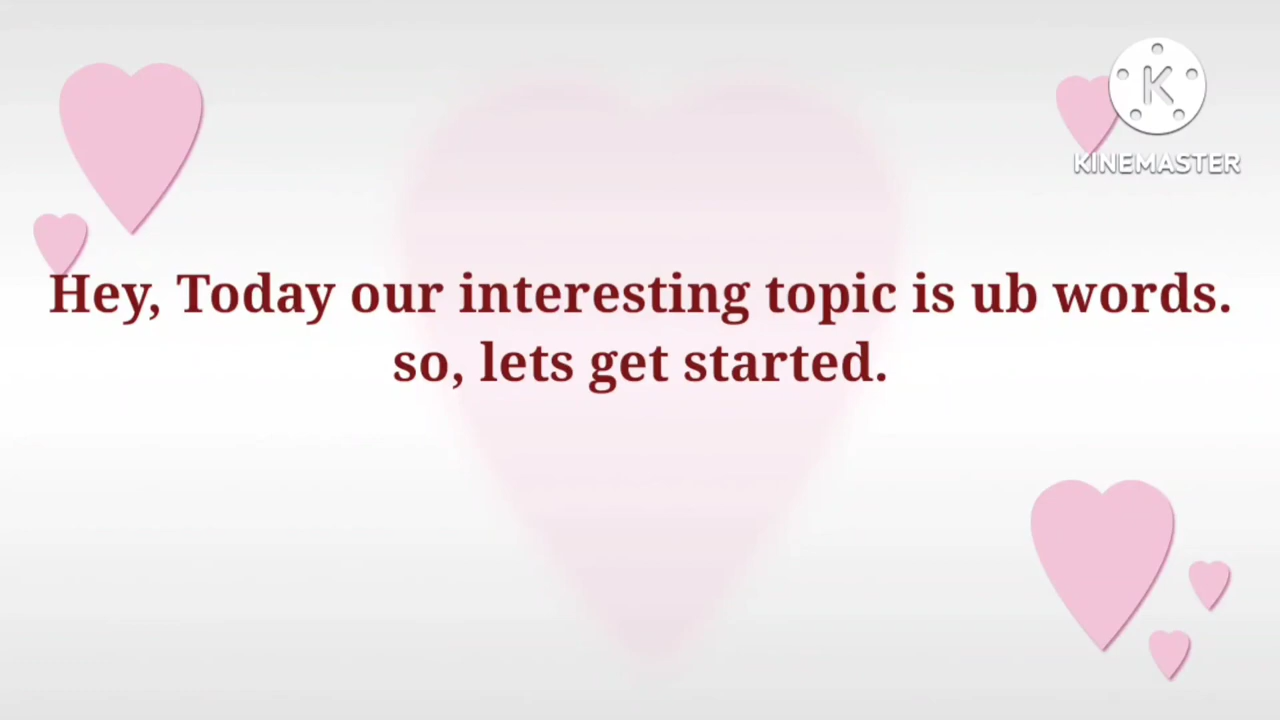 K
KINEMASTER
Hey, Today our interesting topic is ub words.
so, lets get started.